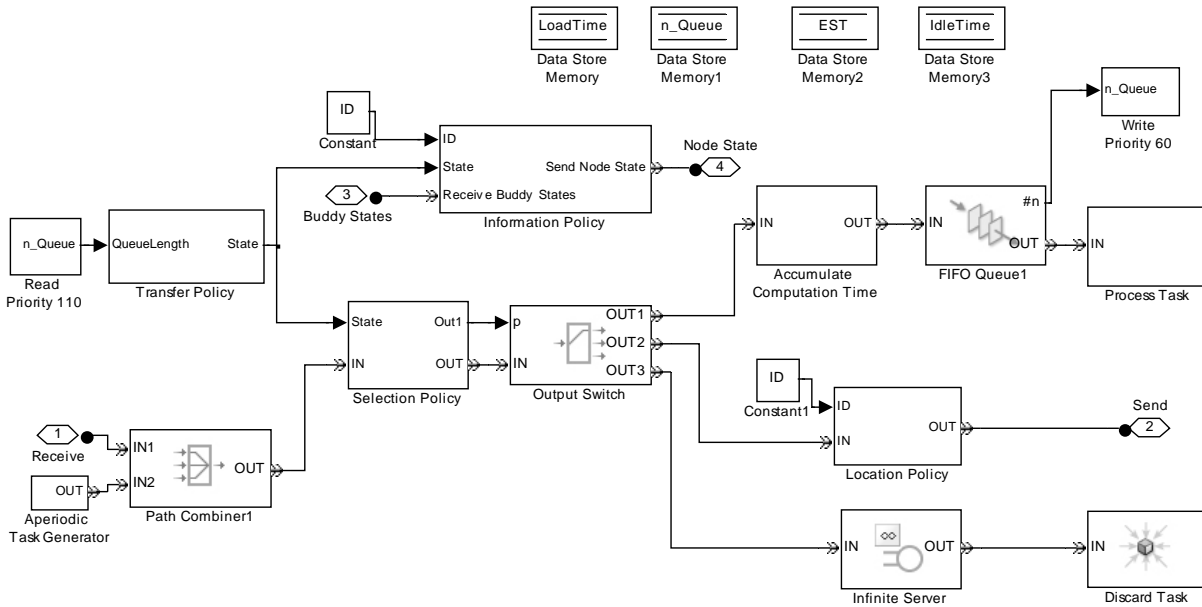 LoadTime
Data Store
Memory
n_Queue
Data Store
Memory1
EST
Data Store
Memory2
IdleTime
Data Store
Memory3
n_Queue
Write
Priority 60
ID
Constant
ID
State
Receive Buddy States
Send Node State
Information Policy
Node State
4
3
Buddy States
n_Queue
Read
Priority 110
QueueLength
State
Transfer Policy
IN
OUT
Accumulate
Computation Time
IN
#n
OUT
FIFO Queue1
IN
Process Task
State
IN
Out1
OUT
Selection Policy
p
IN
OUT1
OUT2
OUT3
Output Switch
ID
Constant1
ID
IN
OUT
Location Policy
Send
2
1
Receive
OUT
Aperiodic
Task Generator
IN1
IN2
OUT
Path Combiner1
IN
OUT
Infinite Server
IN
Discard Task